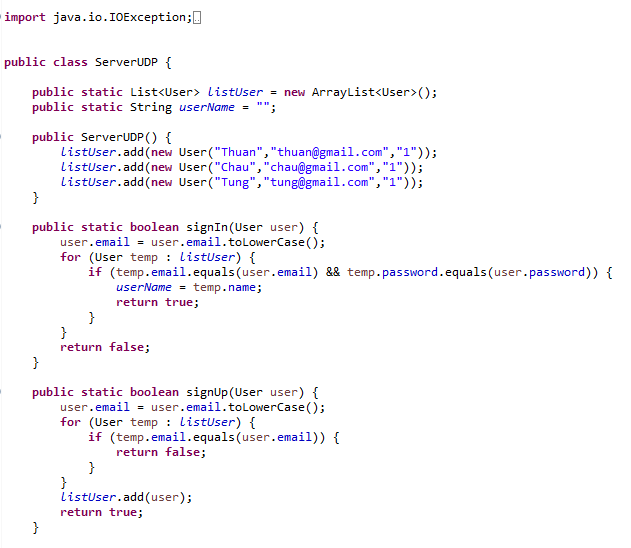 import java.io.IOException;
public class ServerUDP {
public static List<User> listUser = new ArrayList<User>();
public static String userName = "";
public ServerUDP() {
listUser.add(new User("Thuan","thuan@gmail.com","1"));
listUser.add(new User("Chau","chau@gmail.com","1"));
listUser.add(new User("Tung","tung@gmail.com","1"));
}
public static boolean signIn(User user) {
user.email = user.email.toLowerCase();
for (User temp : listUser) {
if (temp.email.equals(user.email) && temp.password.equals(user.password)) {
userName = temp.name;
return true;
}
}
return false;
}
public static boolean signUp(User user) {
user.email = user.email.toLowerCase();
for (User temp : listUser) {
if (temp.email.equals(user.email)) {
return false;
}
}
listUser.add(user);
return true;
}